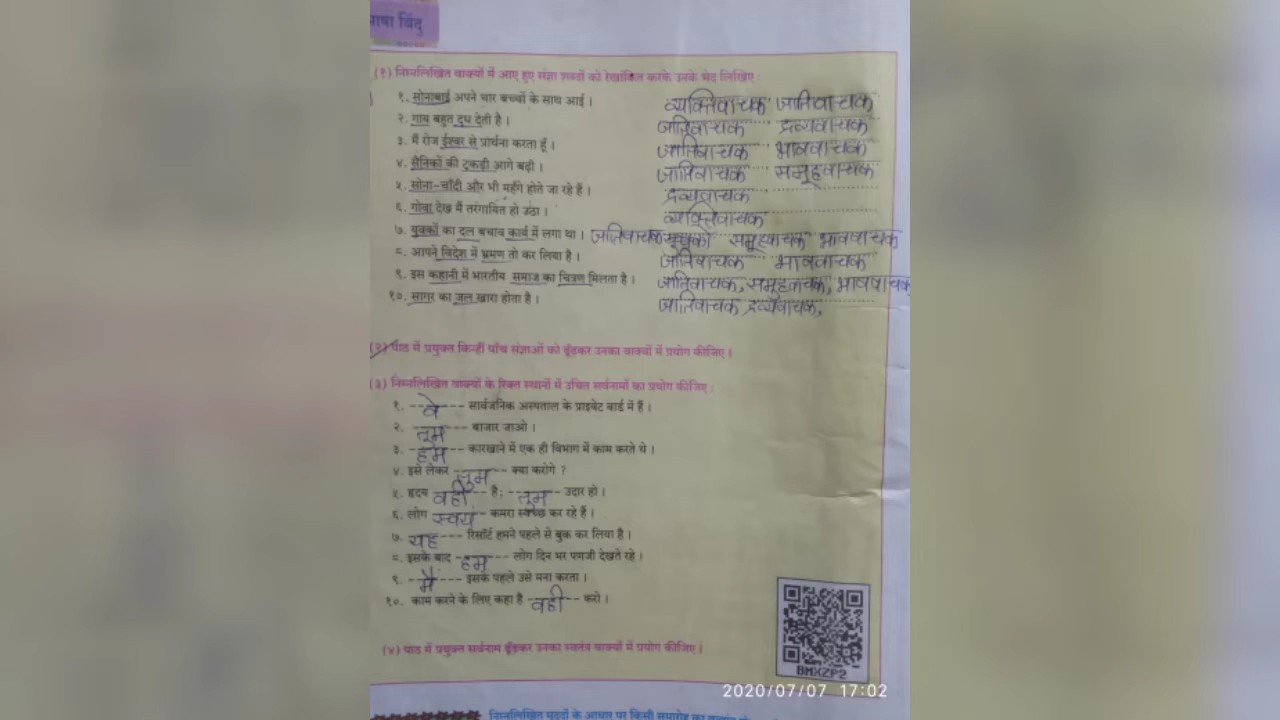 भाषा बिंदु
(१) निम्नलिखित वाक्यों में आए हुए संज्ञा शब्दों को रेखांकित करके उनके भेद लिखिए :
१. सोनाबाई अपने चार बच्चों के साथ आई । व्यक्तिवाचक जातिवाचक
२. गाय बहुत दूध देती है । जातिवाचक द्रव्यवाचक
३. मैं रोज ईश्वर से प्रार्थना करता हूँ । जातिवाचक भाववाचक
४. सैनिकों की टुकड़ी आगे बढ़ी । जातिवाचक समूहवाचक
५. सोना-चाँदी और भी महँगे होते जा रहे हैं । द्रव्यवाचक
६. गोवा देख मैं तरंगायित हो उठा । व्यक्तिवाचक
७. युवकों का दल बचाव कार्य में लगा था । जातिवाचक समूहवाचक भाववाचक
८. आपने विदेश में भ्रमण तो कर लिया है । जातिवाचक भाववाचक
९. इस कहानी में भारतीय समाज का चित्रण मिलता है । जातिवाचक, समूहवाचक, भाववाचक
१०. सागर का जल खारा होता है । जातिवाचक द्रव्यवाचक,
(२) पाठ में प्रयुक्त किन्हीं पाँच संज्ञाओं को ढूँढ़कर उनका वाक्यों में प्रयोग कीजिए ।
(३) निम्नलिखित वाक्यों के रिक्त स्थानों में उचित सर्वनामों का प्रयोग कीजिए :
१. वे सार्वजनिक अस्पताल के प्राइवेट वार्ड में हैं ।
२. तूम बाजार जाओ ।
३. हम कारखाने में एक ही विभाग में काम करते थे ।
४. इसे लेकर तुम क्या करोगे ?
५. हृदय वही है; तूम उदार हो ।
६. लोग स्वयं कमरा स्वच्छ कर रहे हैं ।
७. यह रिसॉर्ट हमने पहले से बुक कर लिया है ।
८. इसके बाद हम लोग दिन भर पणजी देखते रहे ।
९. मैं इसके पहले उसे मना करता ।
१०. काम करने के लिए कहा है वही करो ।
(४) पाठ में प्रयुक्त सर्वनाम ढूँढ़कर उनका स्वतंत्र वाक्यों में प्रयोग कीजिए ।
BMXZP2
2020/07/07 17:02
निम्नलिखित मुद्दों के आधार पर किसी समारोह का